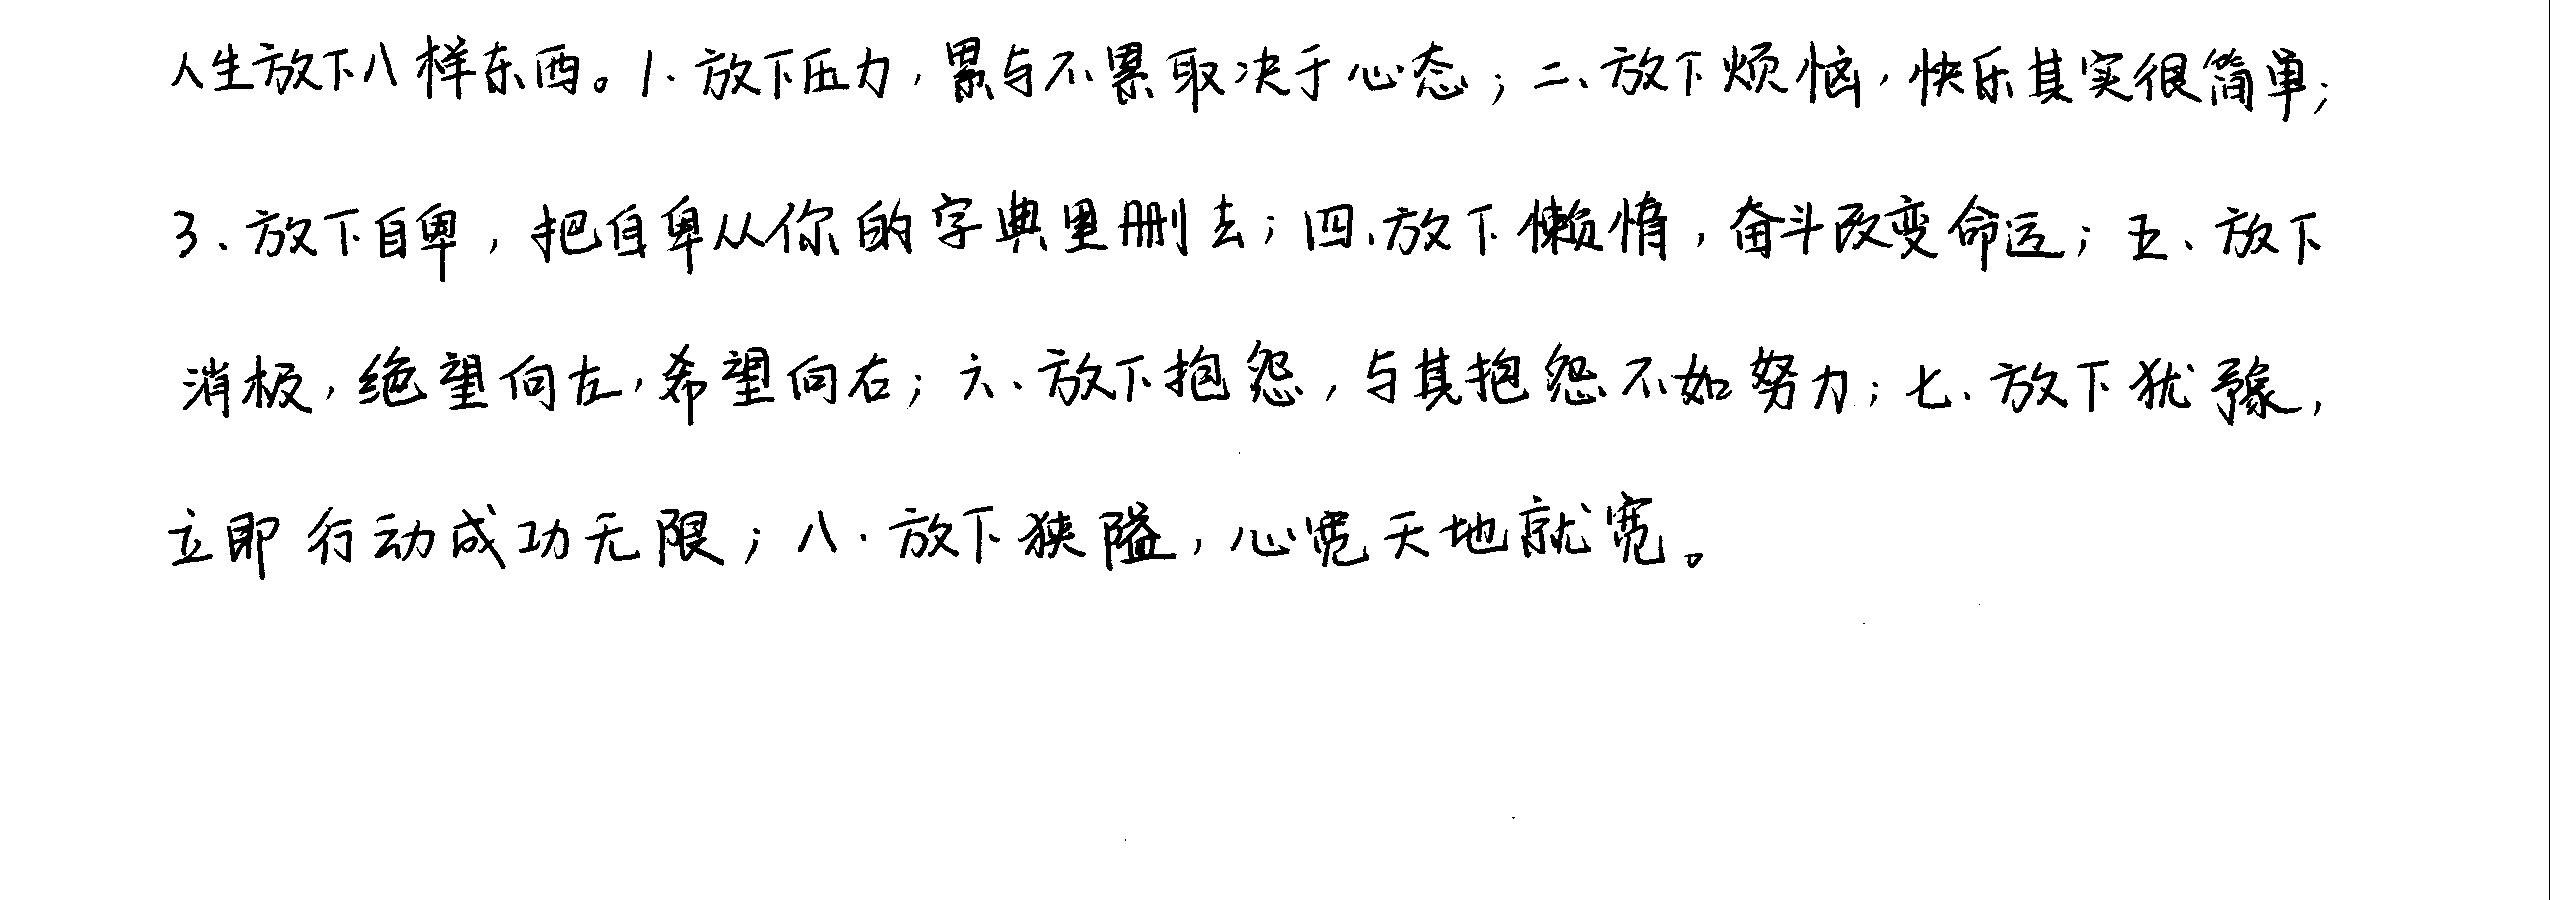 人生放下八样东西。1.放下压力，累与不累取决于心态；二、放下烦恼，快乐其实很简单；
3、放下自卑，把自卑从你的字典里删去；四、放下懒惰，奋斗改变命运；五、放下
消极，绝望向左，希望向右；六、放下抱怨，与其抱怨不如努力；七、放下犹豫，
立即行动成功无限；八.放下狭隘，心宽天地就宽。